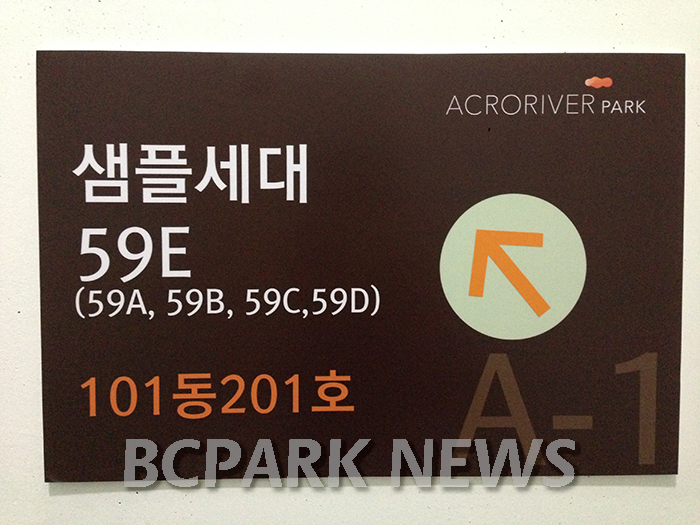 ACRORIVER PARK
샘플세대
59E
(59A, 59B, 59C,59D)
101동201호
A-1
BCPARK NEWS